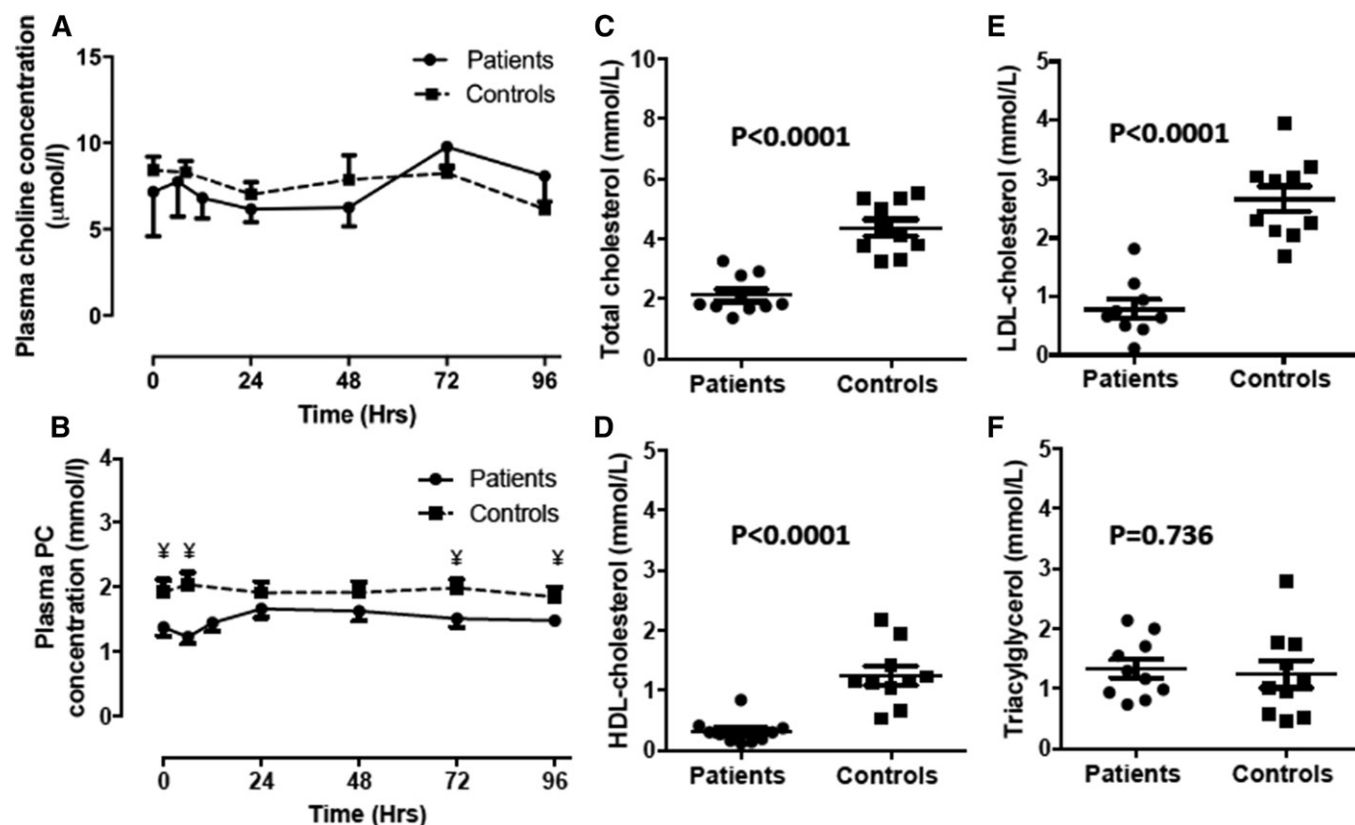 A
Plasma choline concentration
(µmol/l)
15
10
5
0
Patients
Controls
0 24 48 72 96
Time (Hrs)
B
Plasma PC
concentration (mmol/l)
4
3
2
1
0
Patients
Controls
¥ ¥ ¥ ¥
0 24 48 72 96
Time (Hrs)
C
Total cholesterol (mmol/L)
10
8
6
4
2
0
P<0.0001
Patients Controls
D
HDL-cholesterol (mmol/L)
5
4
3
2
1
0
P<0.0001
Patients Controls
E
LDL-cholesterol (mmol/L)
5
4
3
2
1
0
P<0.0001
Patients Controls
F
Triacylglycerol (mmol/L)
5
4
3
2
1
0
P=0.736
Patients Controls